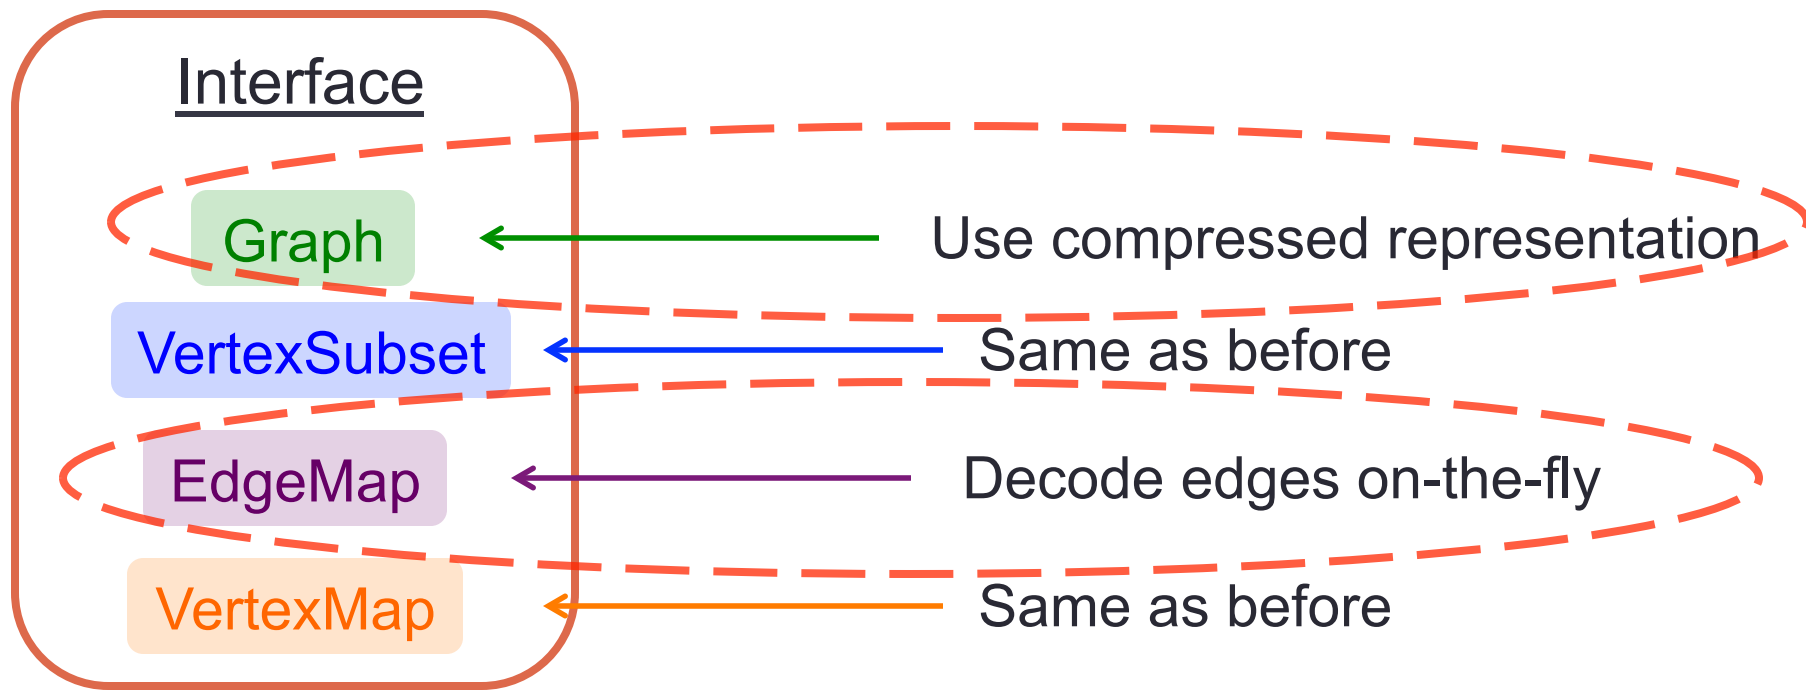 Interface
Graph
Use compressed representation
VertexSubset
Same as before
EdgeMap
Decode edges on-the-fly
VertexMap
Same as before